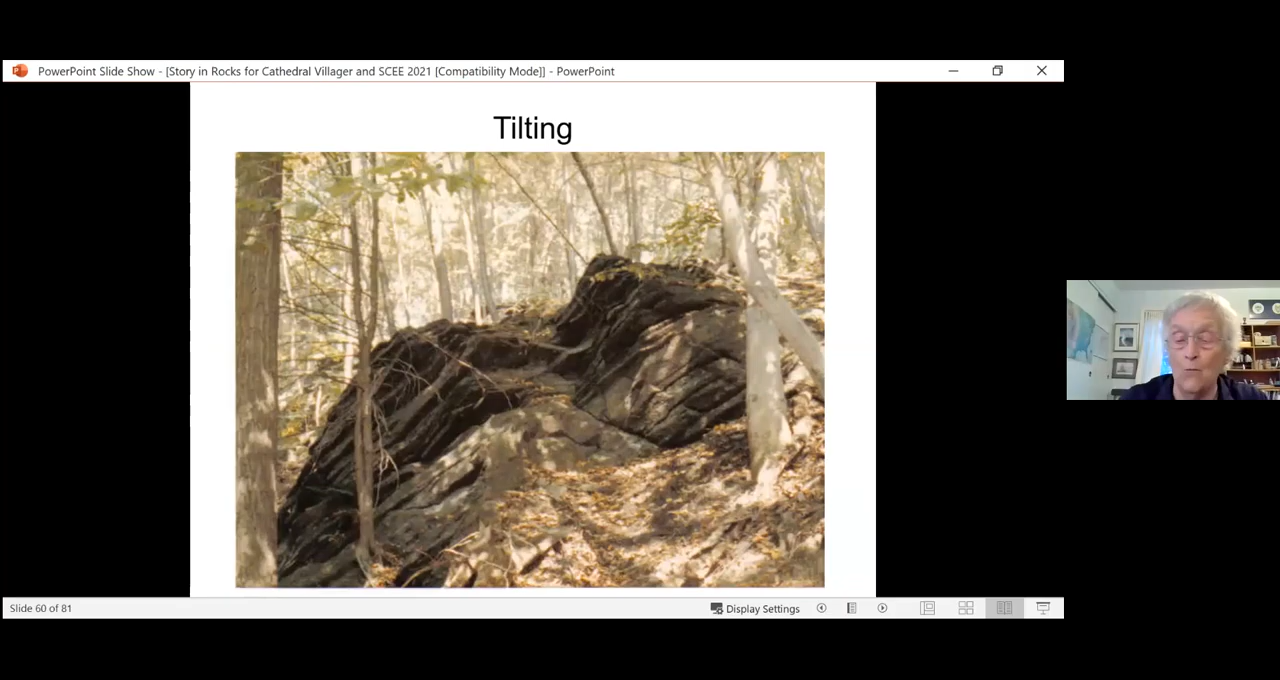 PowerPoint Slide Show - [Story in Rocks for Cathedral Villager and SCEE 2021 [Compatibility Mode]] - PowerPoint
Tilting
Slide 60 of 81
Display Settings